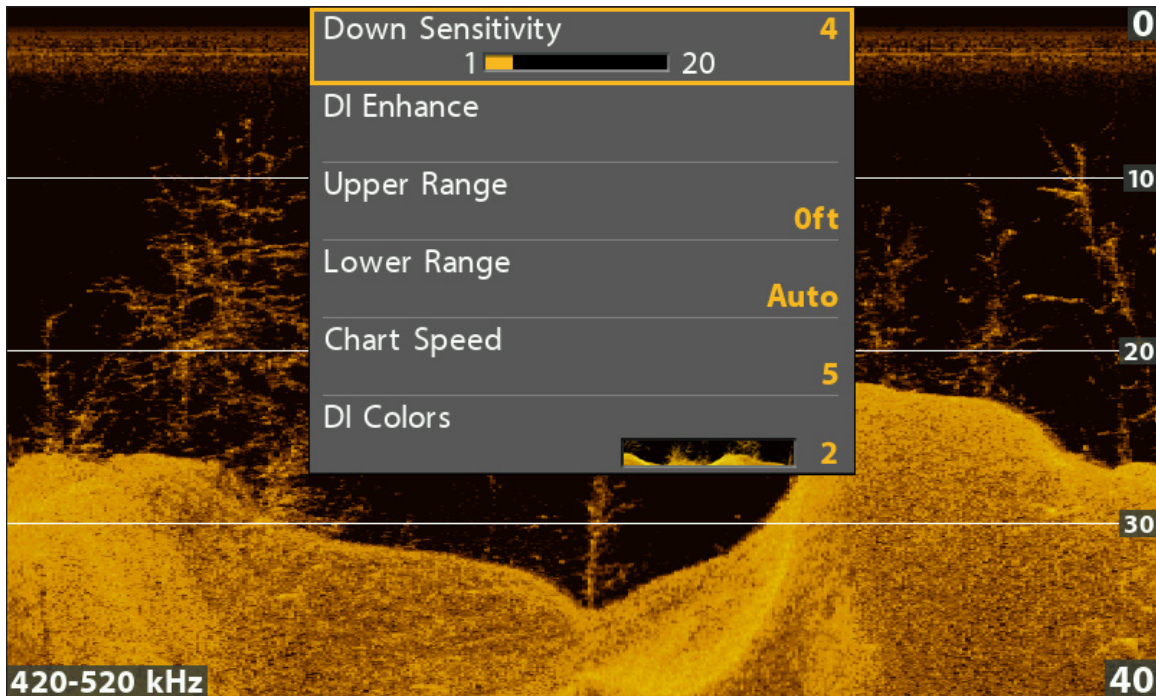 Down Sensitivity 4
1 20
DI Enhance
Upper Range
0ft
Lower Range
Auto
Chart Speed
5
DI Colors
2
0
10
20
30
40
420-520 kHz